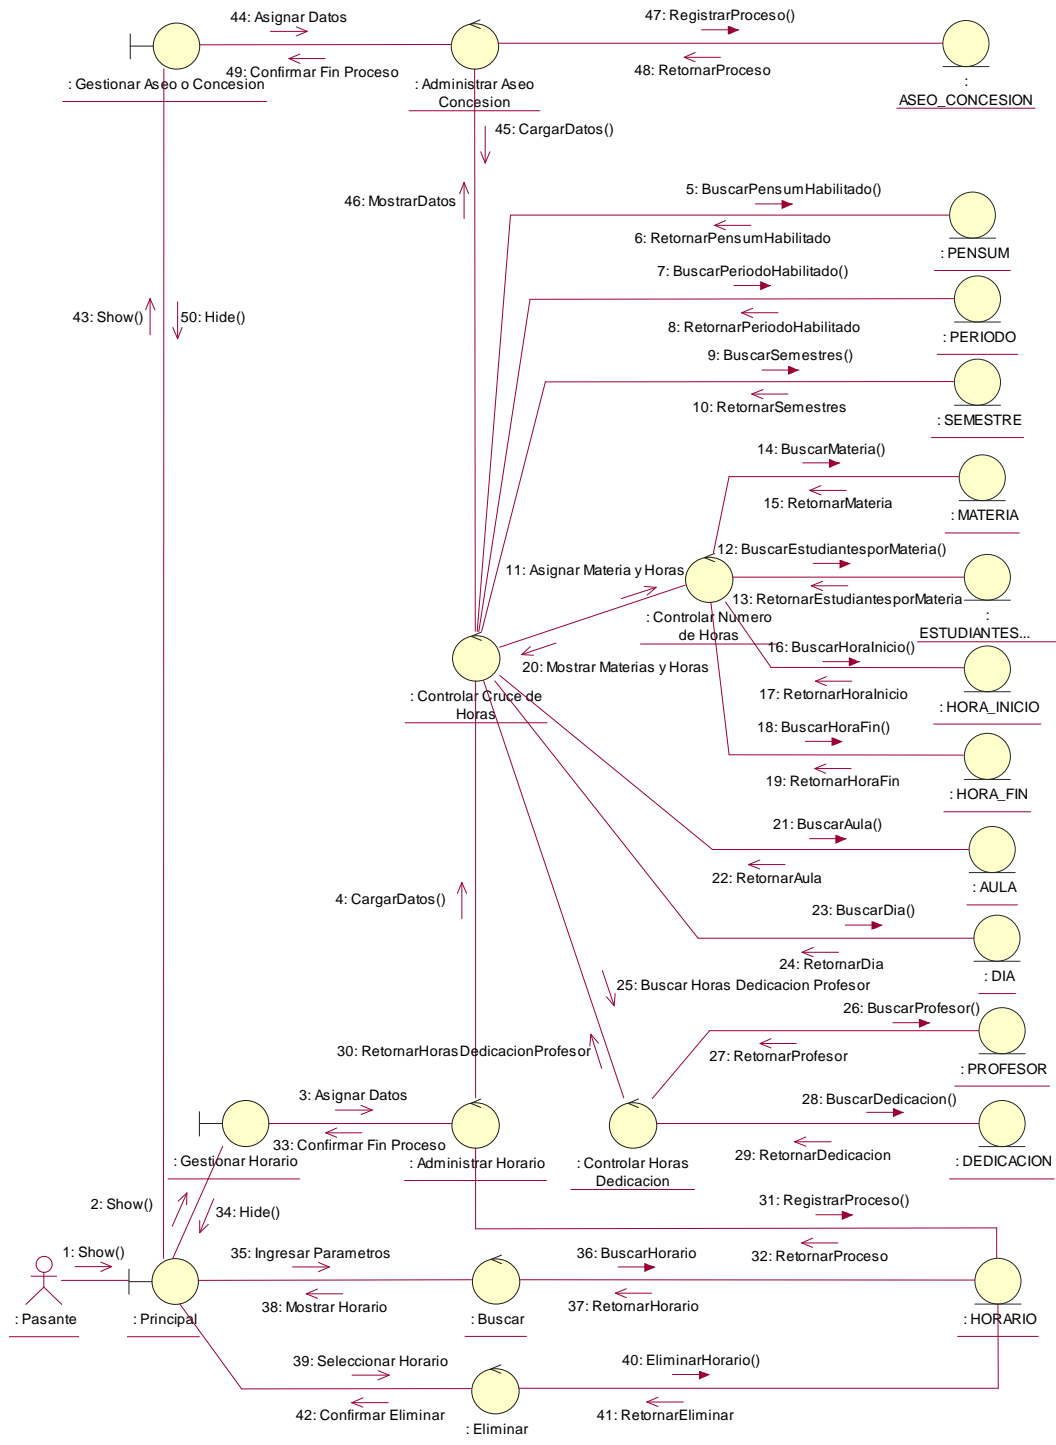 44: Asignar Datos
47: RegistrarProceso()
49: Confirmar Fin Proceso
48: RetornarProceso
: Gestionar Aseo o Concesion
: Administrar Aseo
Concesion
:
ASEO_CONCESION
45: CargarDatos()
46: MostrarDatos
5: BuscarPensumHabilitado()
6: RetornarPensumHabilitado
: PENSUM
7: BuscarPeriodoHabilitado()
43: Show()
50: Hide()
8: RetornarPeriodoHabilitado
: PERIODO
9: BuscarSemestres()
10: RetornarSemestres
: SEMESTRE
14: BuscarMateria()
15: RetornarMateria
: MATERIA
12: BuscarEstudiantesporMateria()
11: Asignar Materia y Horas
13: RetornarEstudiantesporMateria
: Controlar Numero
de Horas
:
ESTUDIANTES...
16: BuscarHoraInicio()
20: Mostrar Materias y Horas
17: RetornarHoraInicio
: Controlar Cruce de
Horas
: HORA_INICIO
18: BuscarHoraFin()
19: RetornarHoraFin
: HORA_FIN
21: BuscarAula()
22: RetornarAula
: AULA
4: CargarDatos()
23: BuscarDia()
24: RetornarDia
: DIA
25: Buscar Horas Dedicacion Profesor
26: BuscarProfesor()
30: RetornarHorasDedicacionProfesor
27: RetornarProfesor
: PROFESOR
3: Asignar Datos
28: BuscarDedicacion()
33: Confirmar Fin Proceso
29: RetornarDedicacion
: Gestionar Horario
: Administrar Horario
: Controlar Horas
Dedicacion
: DEDICACION
2: Show()
34: Hide()
31: RegistrarProceso()
1: Show()
35: Ingresar Parametros
36: BuscarHorario
32: RetornarProceso
38: Mostrar Horario
37: RetornarHorario
: Pasante
: Principal
: Buscar
: HORARIO
39: Seleccionar Horario
40: EliminarHorario()
42: Confirmar Eliminar
41: RetornarEliminar
: Eliminar